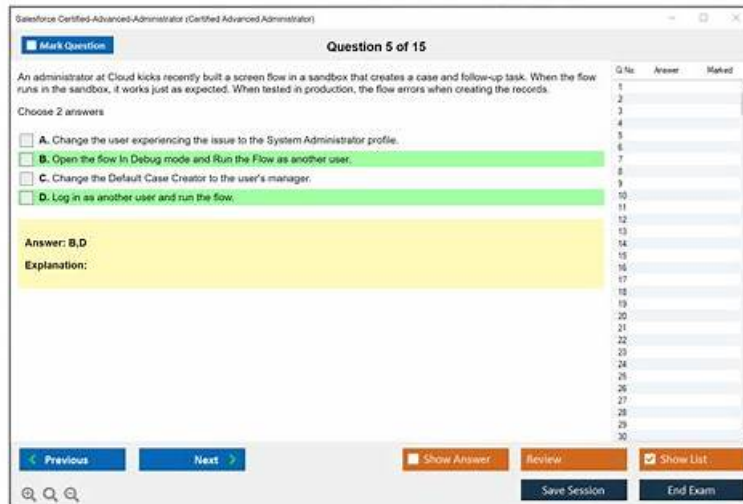 Salesforce Certified-Advanced-Administrator (Certified Advanced Administrator)
Mark Question
Question 5 of 15
An administrator at Cloud kicks recently built a screen flow in a sandbox that creates a case and follow-up task. When the flow
runs in the sandbox, it works just as expected. When tested in production, the flow errors when creating the records.
Choose 2 answers
A. Change the user experiencing the issue to the System Administrator profile.
B. Open the flow In Debug mode and Run the Flow as another user.
C. Change the Default Case Creator to the user's manager.
D. Log in as another user and run the flow.
Answer: B,D
Explanation:
Q No. Answer Marked
1
2
3
4
5
6
7
8
9
10
11
12
13
14
15
16
17
18
19
20
21
22
23
24
25
26
27
28
29
30
Previous
Next
Show Answer
Review
Show List
Save Session
End Exam